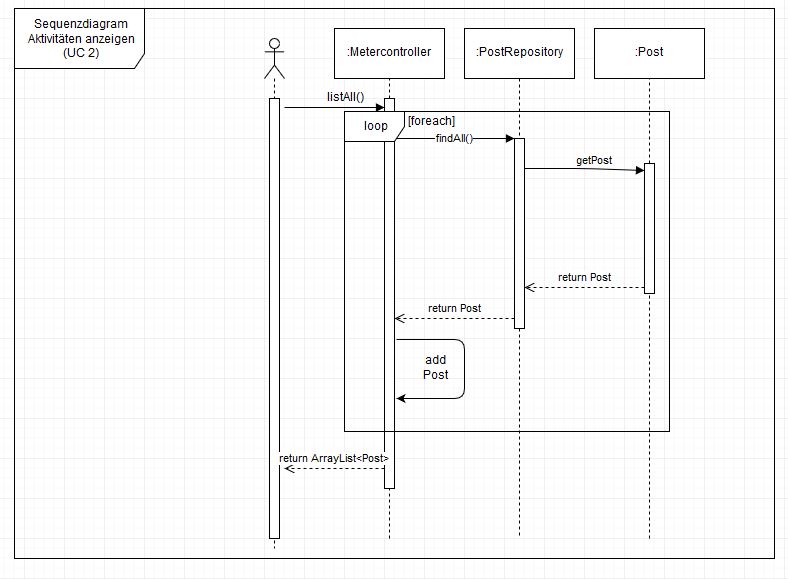 Sequenzdiagram
Aktivitäten anzeigen
(UC 2)
:Metercontroller
:PostRepository
:Post
listAll()
loop
[foreach]
findAll()
getPost
return Post
return Post
add
Post
return ArrayList<Post>